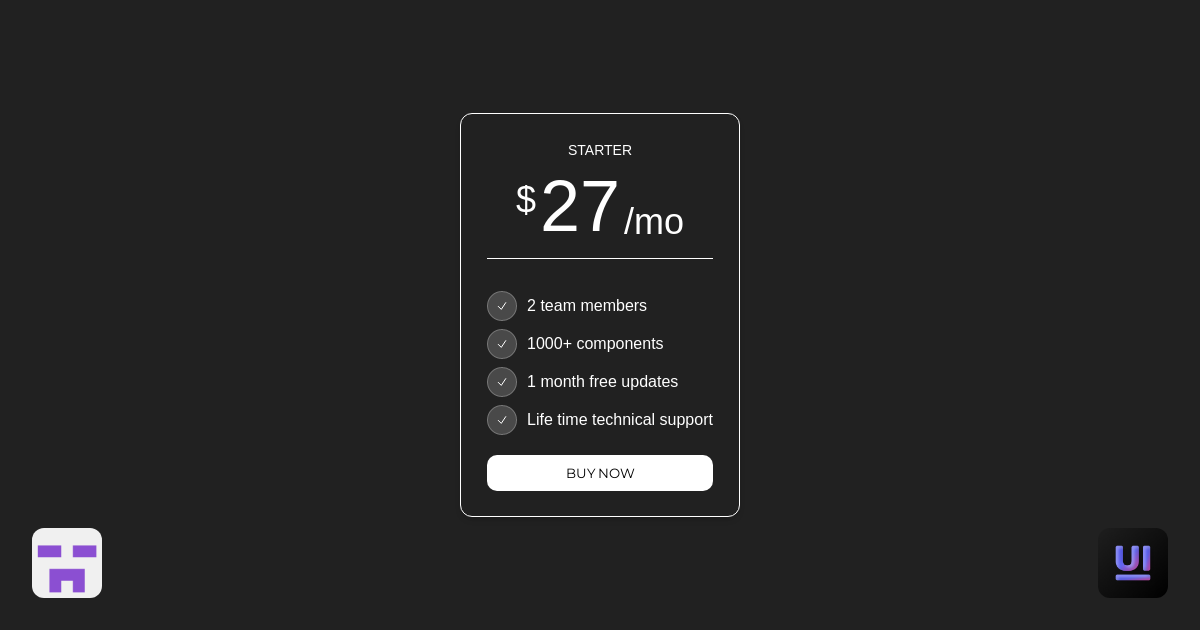 STARTER
$27/mo
2 team members
1000+ components
1 month free updates
Life time technical support
BUY NOW
UI